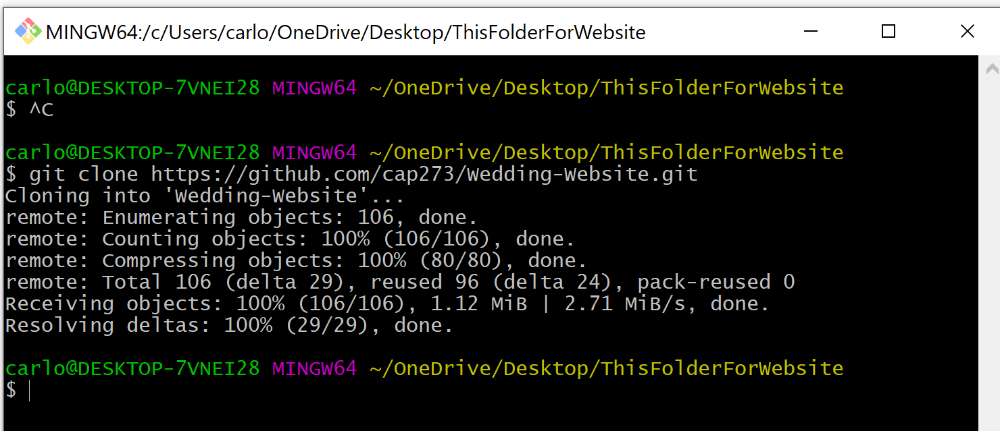 MINGW64:/c/Users/carlo/OneDrive/Desktop/ThisFolderForWebsite
carlo@DESKTOP-7VNEI28 MINGW64 ~/OneDrive/Desktop/ThisFolderForWebsite
$ ^C
carlo@DESKTOP-7VNEI28 MINGW64 ~/OneDrive/Desktop/ThisFolderForWebsite
$ git clone https://github.com/cap273/Wedding-Website.git
Cloning into 'Wedding-Website'...
remote: Enumerating objects: 106, done.
remote: Counting objects: 100% (106/106), done.
remote: Compressing objects: 100% (80/80), done.
remote: Total 106 (delta 29), reused 96 (delta 24), pack-reused 0
Receiving objects: 100% (106/106), 1.12 MiB | 2.71 MiB/s, done.
Resolving deltas: 100% (29/29), done.
carlo@DESKTOP-7VNEI28 MINGW64 ~/OneDrive/Desktop/ThisFolderForWebsite
$